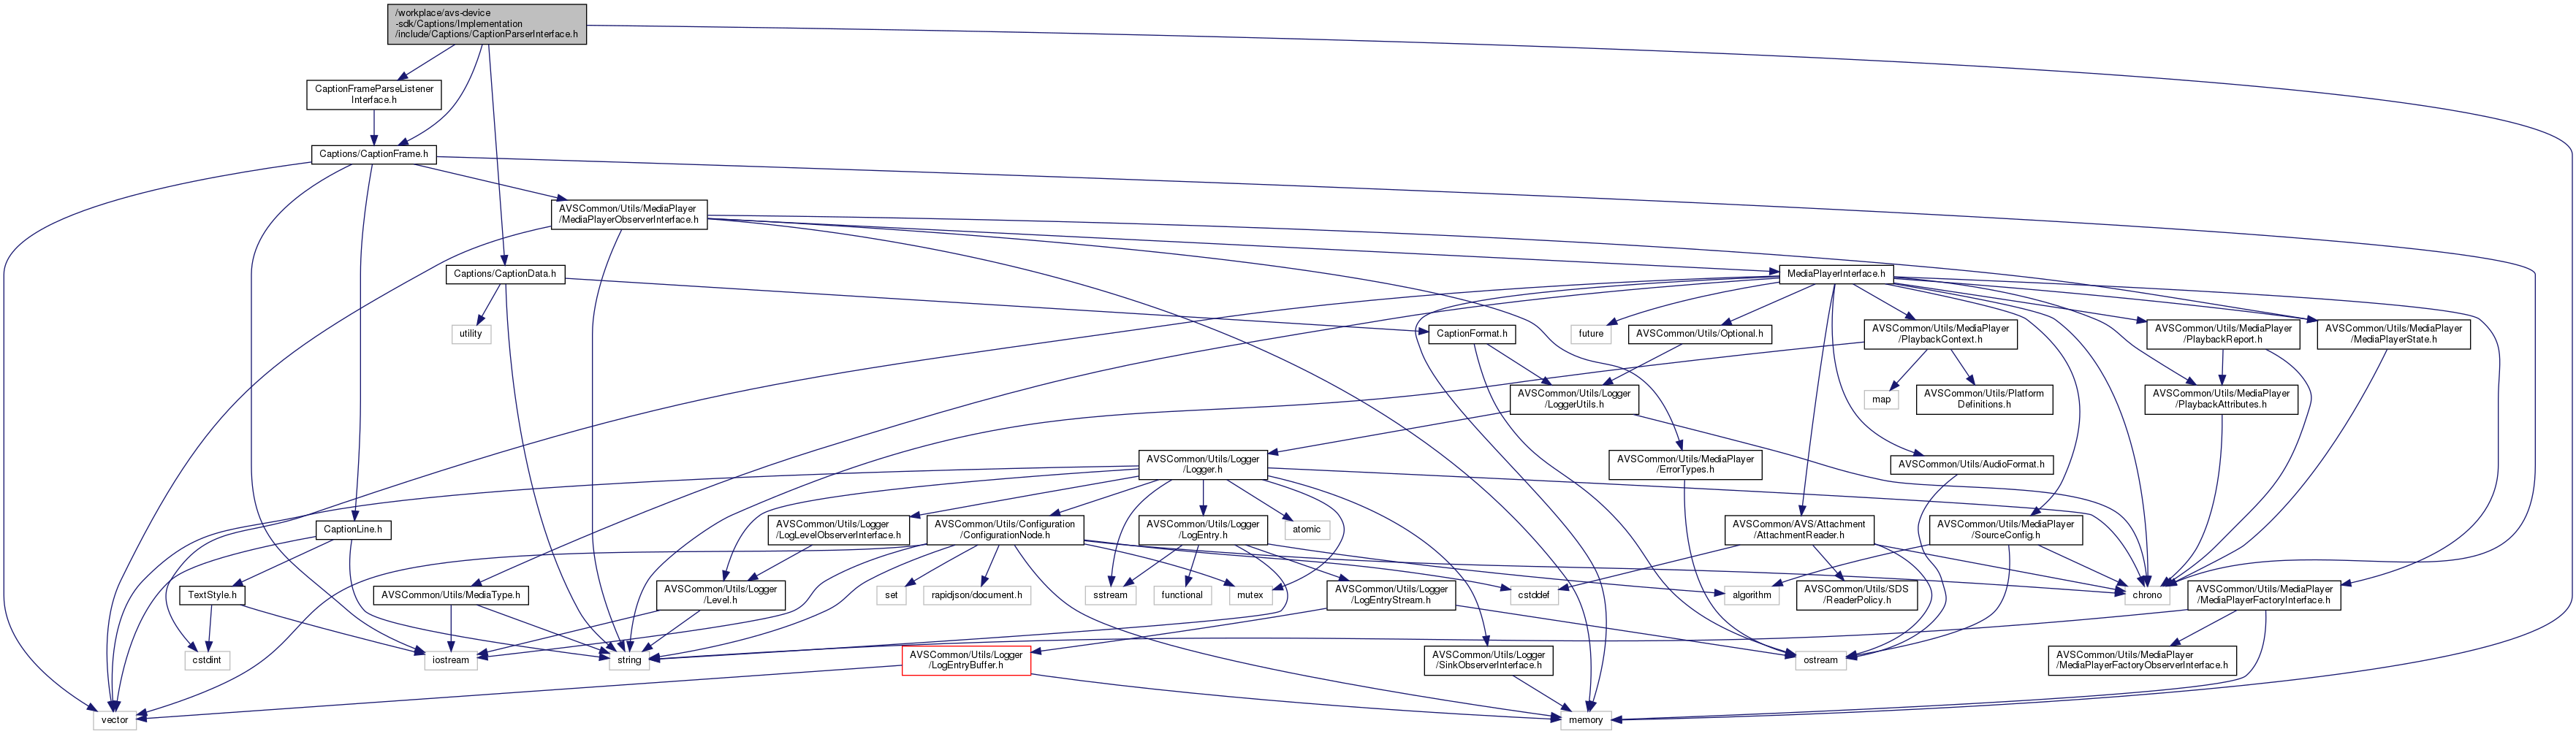 /workplace/avs-device
-sdk/Captions/Implementation
/include/Captions/CaptionParserInterface.h
CaptionFrameParseListener
Interface.h
Captions/CaptionFrame.h
AVSCommon/Utils/MediaPlayer
/MediaPlayerObserverInterface.h
Captions/CaptionData.h
MediaPlayerInterface.h
utility
CaptionFormat.h
future
AVSCommon/Utils/Optional.h
AVSCommon/Utils/MediaPlayer
/PlaybackContext.h
AVSCommon/Utils/MediaPlayer
/PlaybackReport.h
AVSCommon/Utils/MediaPlayer
/MediaPlayerState.h
AVSCommon/Utils/Logger
/LoggerUtils.h
map
AVSCommon/Utils/Platform
Definitions.h
AVSCommon/Utils/MediaPlayer
/PlaybackAttributes.h
AVSCommon/Utils/Logger
/Logger.h
AVSCommon/Utils/MediaPlayer
/ErrorTypes.h
AVSCommon/Utils/AudioFormat.h
CaptionLine.h
AVSCommon/Utils/Logger
/LogLevelObserverInterface.h
AVSCommon/Utils/Configuration
/ConfigurationNode.h
AVSCommon/Utils/Logger
/LogEntry.h
atomic
AVSCommon/AVS/Attachment
/AttachmentReader.h
AVSCommon/Utils/MediaPlayer
/SourceConfig.h
TextStyle.h
AVSCommon/Utils/MediaType.h
AVSCommon/Utils/Logger
/Level.h
set
rapidjson/document.h
sstream
functional
mutex
AVSCommon/Utils/Logger
/LogEntryStream.h
cstddef
algorithm
AVSCommon/Utils/SDS
/ReaderPolicy.h
chrono
AVSCommon/Utils/MediaPlayer
/MediaPlayerFactoryInterface.h
cstdint
iostream
string
AVSCommon/Utils/Logger
/LogEntryBuffer.h
AVSCommon/Utils/Logger
/SinkObserverInterface.h
ostream
AVSCommon/Utils/MediaPlayer
/MediaPlayerFactoryObserverInterface.h
vector
memory